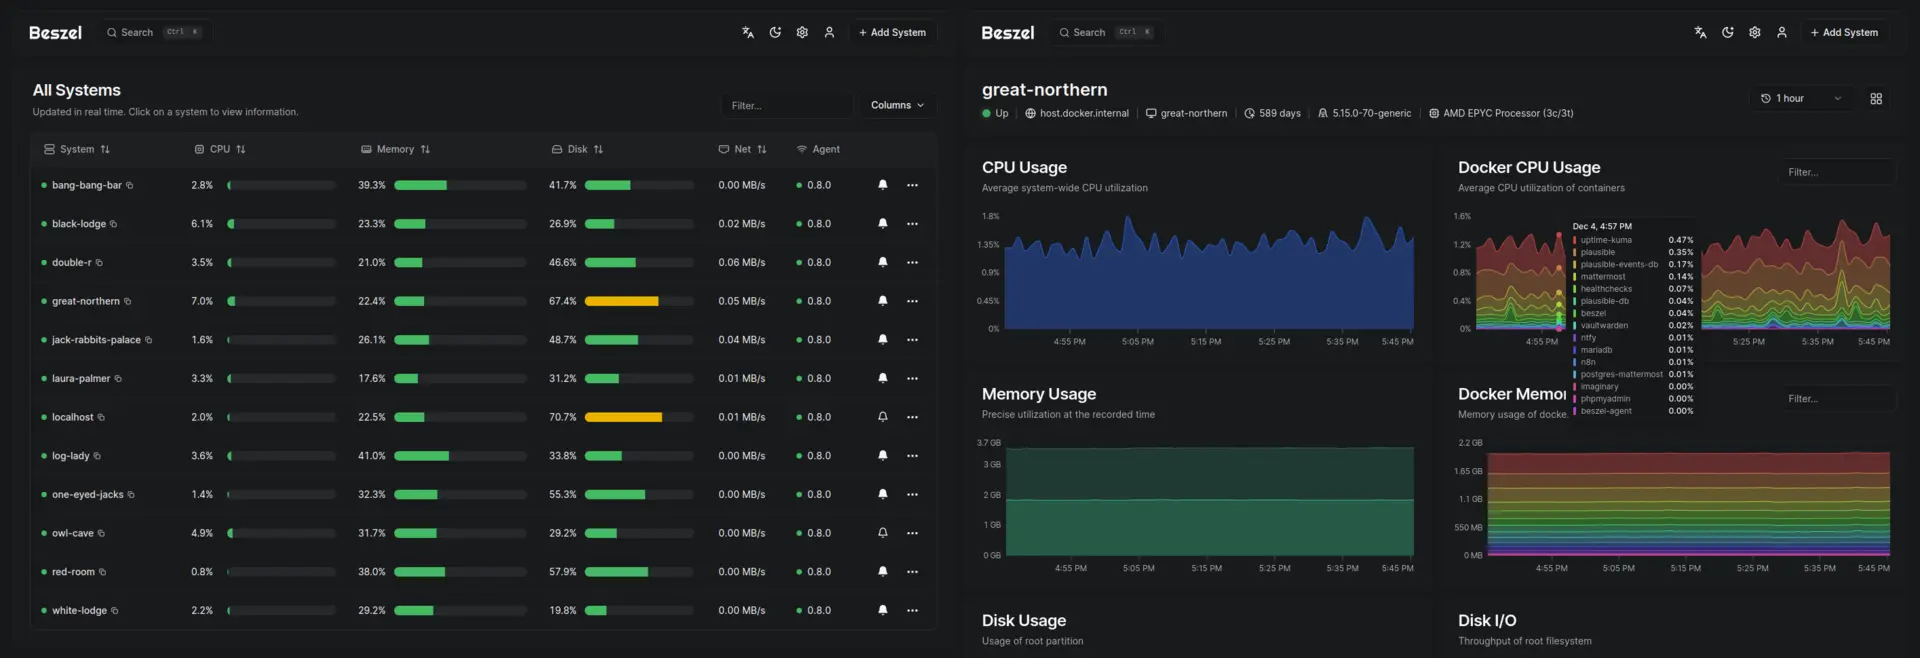 Beszel
Search Ctrl K
+ Add System
All Systems
Updated in real time. Click on a system to view information.
Filter...
Columns
System CPU Memory Disk Net Agent
bang-bang-bar 2.8% 39.3% 41.7% 0.00 MB/s 0.8.0
black-lodge 6.1% 23.3% 26.9% 0.02 MB/s 0.8.0
double-r 3.5% 21.0% 46.6% 0.06 MB/s 0.8.0
great-northern 7.0% 22.4% 67.4% 0.05 MB/s 0.8.0
jack-rabbits-palace 1.6% 26.1% 48.7% 0.04 MB/s 0.8.0
laura-palmer 3.3% 17.6% 31.2% 0.01 MB/s 0.8.0
localhost 2.0% 22.5% 70.7% 0.01 MB/s 0.8.0
log-lady 3.6% 41.0% 33.8% 0.00 MB/s 0.8.0
one-eyed-jacks 1.4% 32.3% 55.3% 0.00 MB/s 0.8.0
owl-cave 4.9% 31.7% 29.2% 0.00 MB/s 0.8.0
red-room 0.8% 38.0% 57.9% 0.00 MB/s 0.8.0
white-lodge 2.2% 29.2% 19.8% 0.00 MB/s 0.8.0
Beszel
Search Ctrl K
+ Add System
great-northern
Up host.docker.internal great-northern 589 days 5.15.0-70-generic AMD EPYC Processor (3c/3t)
1 hour
CPU Usage
Average system-wide CPU utilization
1.8%
1.35%
0.9%
0.45%
0%
4:55 PM 5:05 PM 5:15 PM 5:25 PM 5:35 PM 5:45 PM
Docker CPU Usage
Average CPU utilization of containers
Filter...
1.6%
1.2%
0.8%
0.4%
0%
4:55 PM 5:25 PM 5:35 PM 5:45 PM
Dec 4, 4:57 PM
uptime-kuma 0.47%
plausible 0.35%
plausible-events-db 0.17%
mattermost 0.14%
healthchecks 0.07%
plausible-db 0.04%
beszel 0.04%
vaultwarden 0.02%
ntfy 0.01%
mariadb 0.01%
n8n 0.01%
postgres-mattermost 0.01%
imaginary 0.00%
phpmyadmin 0.00%
beszel-agent 0.00%
Memory Usage
Precise utilization at the recorded time
3.7 GB
3 GB
2 GB
1 GB
0 GB
4:55 PM 5:05 PM 5:15 PM 5:25 PM 5:35 PM 5:45 PM
Docker Memor
Memory usage of docke
Filter...
2.2 GB
1.65 GB
1.1 GB
550 MB
0 MB
4:55 PM 5:05 PM 5:15 PM 5:25 PM 5:35 PM 5:45 PM
Disk Usage
Usage of root partition
Disk I/O
Throughput of root filesystem